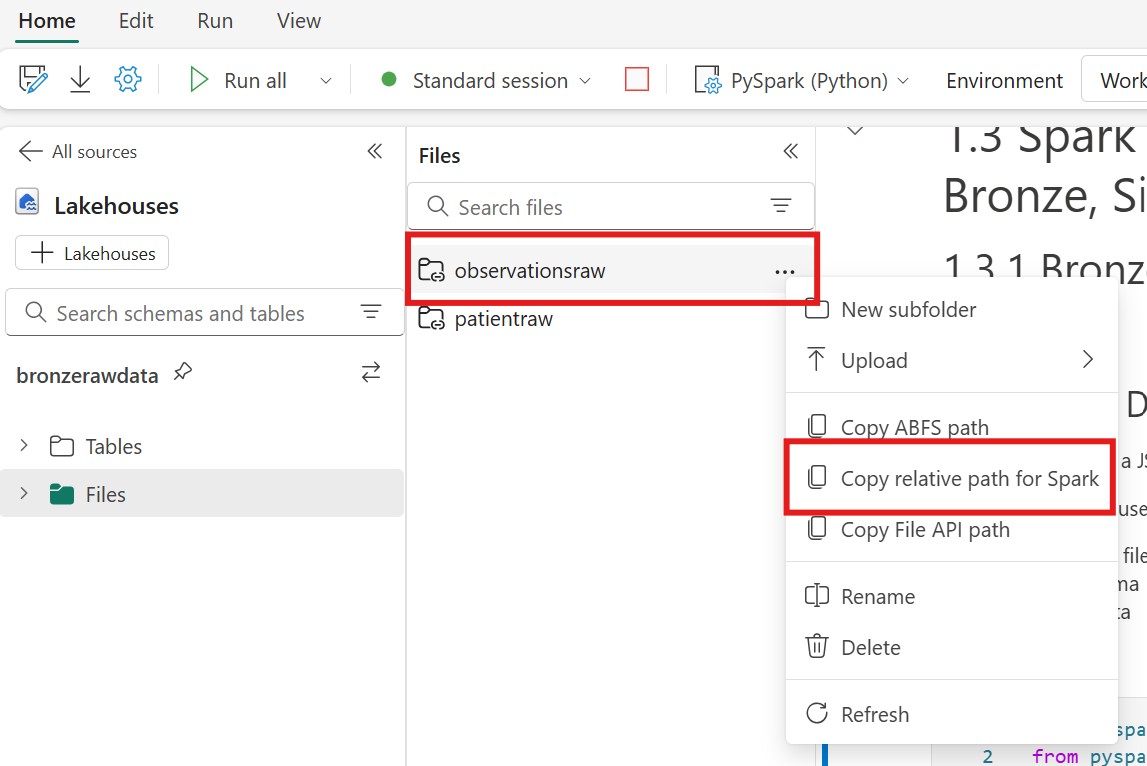 Home Edit Run View
Run all Standard session PySpark (Python) Environment Work
All sources
Lakehouses
Lakehouses
Search schemas and tables
bronzerawdata
Tables
Files
Files
Search files
observationsraw
patientraw
New subfolder
Upload
Copy ABFS path
Copy relative path for Spark
Copy File API path
Rename
Delete
Refresh
1.3 Spark
Bronze, Si
1.3.1 Bronz
D
a JS
use
file
ma
ta
spa
2 from pyspa